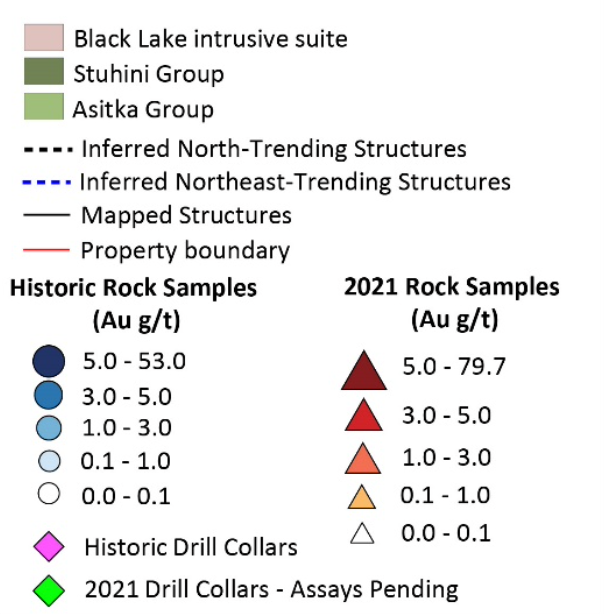 Black Lake intrusive suite
Stuhini Group
Asitka Group
Inferred North-Trending Structures
Inferred Northeast-Trending Structures
Mapped Structures
Property boundary
Historic Rock Samples
(Au g/t)
5.0 - 53.0
3.0 - 5.0
1.0 - 3.0
0.1 - 1.0
0.0 - 0.1
2021 Rock Samples
(Au g/t)
5.0 - 79.7
3.0 - 5.0
1.0 - 3.0
0.1 - 1.0
0.0 - 0.1
Historic Drill Collars
2021 Drill Collars - Assays Pending